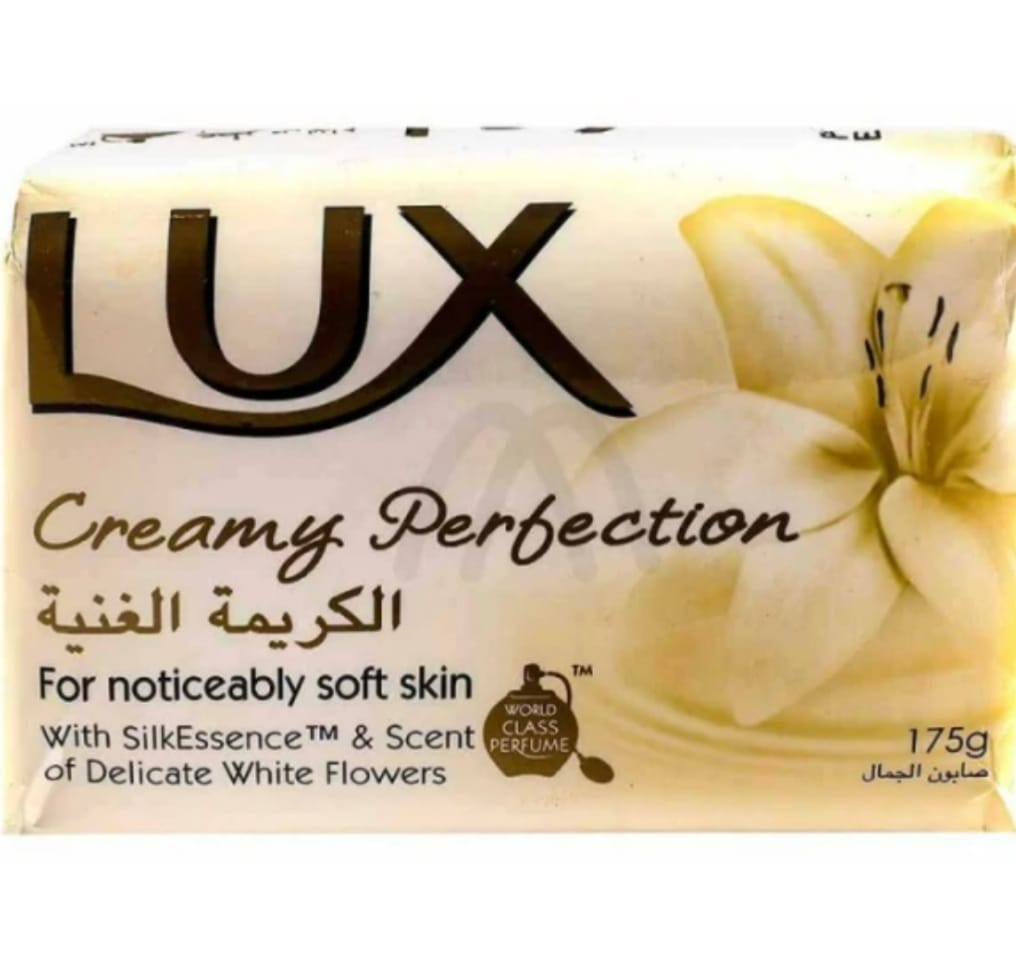 LUX
Creamy Perfection
الكريمة الغنية
For noticeably soft skin
With SilkEssence™ & Scent
of Delicate White Flowers
™
WORLD
CLASS
PERFUME
175g
صابون الجمال